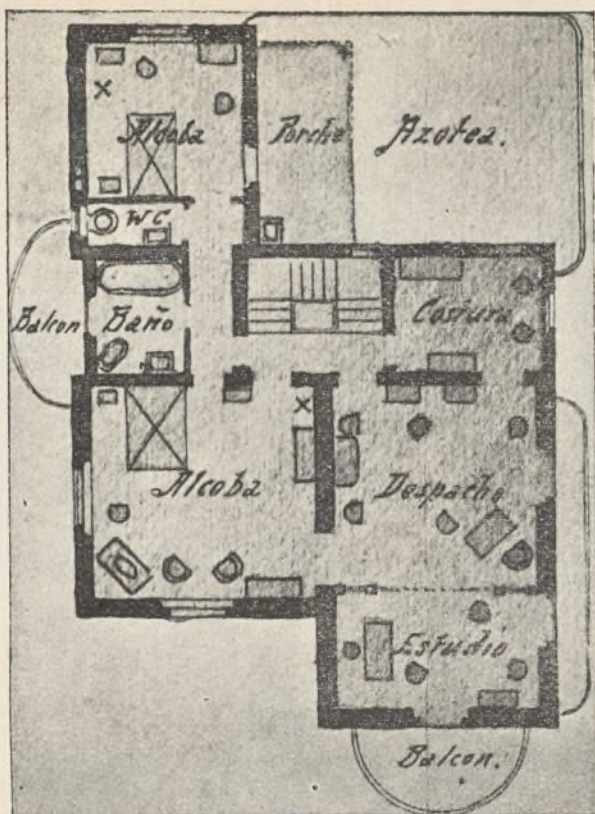 Alcoba
Porche
Azotea.
WC
Balcon
Baño
Costura
Alcoba
Despacho
Estudio
Balcon.